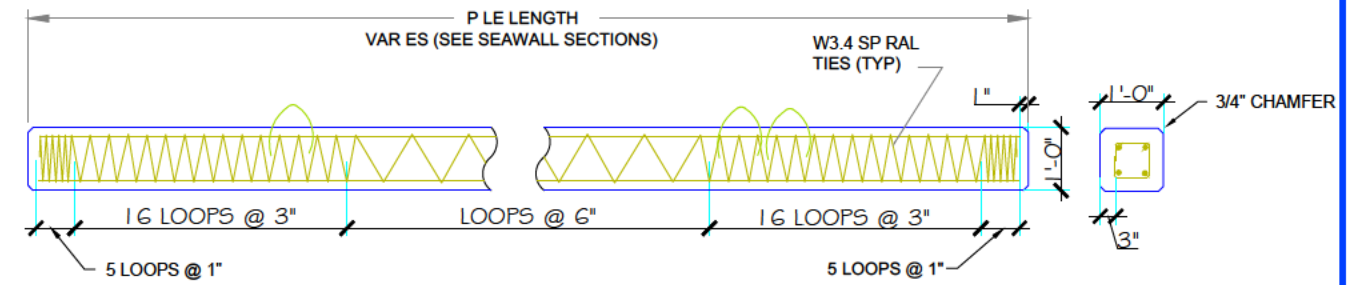 P LE LENGTH
VAR ES (SEE SEAWALL SECTIONS)
W3.4 SP RAL
TIES (TYP)
1"
1'-0"
3/4" CHAMFER
1'-0"
16 LOOPS @ 3"
LOOPS @ 6"
16 LOOPS @ 3"
3"
5 LOOPS @ 1"
5 LOOPS @ 1"